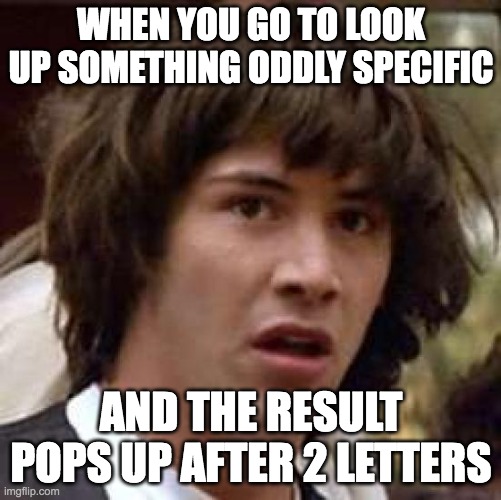 WHEN YOU GO TO LOOK
UP SOMETHING ODDLY SPECIFIC
AND THE RESULT
POPS UP AFTER 2 LETTERS
imgflip.com